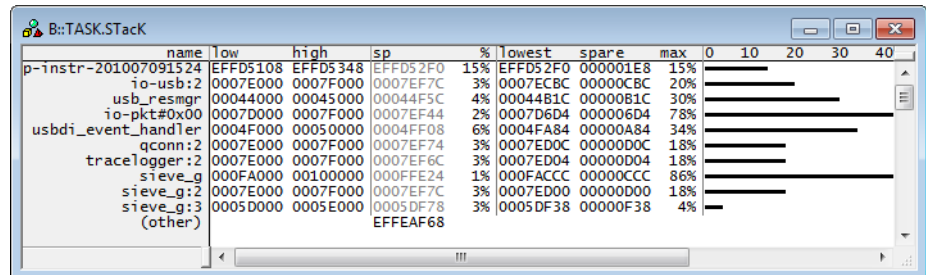 B::TASK.STacK
name low high sp % lowest spare max 0 10 20 30 40
p-instr-201007091524 EFFD5108 EFFD5348 EFFD52F0 15% EFFD52F0 000001E8 15%
io-usb:2 0007E000 0007F000 0007EF7C 3% 0007ECBC 00000CBC 20%
usb_resmgr 00044000 00045000 00044F5C 4% 00044B1C 00000B1C 30%
io-pkt#0x00 0007D000 0007F000 0007EF44 2% 0007D6D4 000006D4 78%
usbdi_event_handler 0004F000 00050000 0004FF08 6% 0004FA84 00000A84 34%
qconn:2 0007E000 0007F000 0007EF74 3% 0007ED0C 00000D0C 18%
tracelogger:2 0007E000 0007F000 0007EF6C 3% 0007ED04 00000D04 18%
sieve_g 000FA000 00100000 000FFE24 1% 000FACCC 00000CCC 86%
sieve_g:2 0007E000 0007F000 0007EF7C 3% 0007ED00 00000D00 18%
sieve_g:3 0005D000 0005E000 0005DF78 3% 0005DF38 00000F38 4%
(other) EFFEAF68